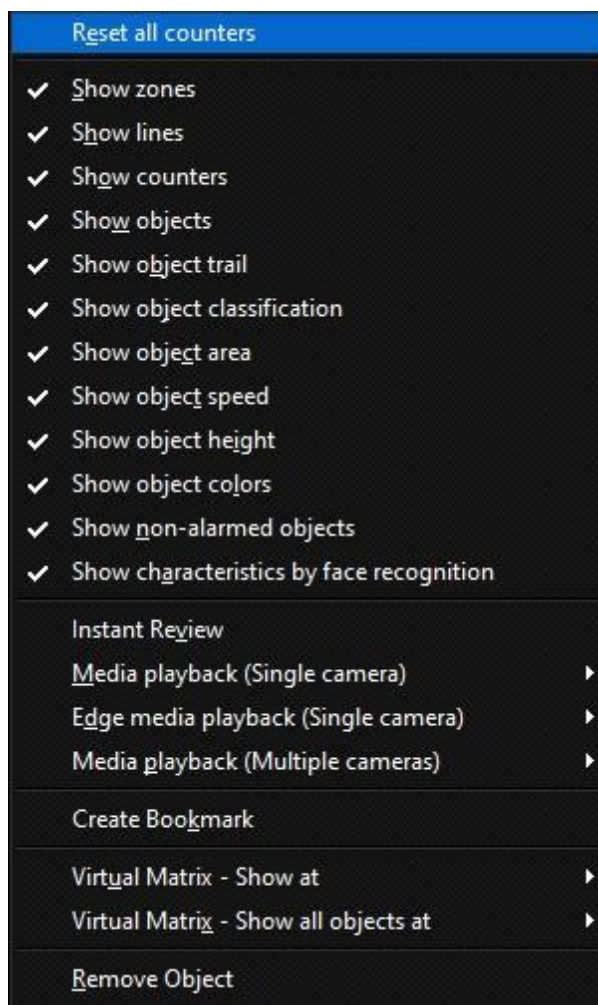 Reset all counters
Show zones
Show lines
Show counters
Show objects
Show object trail
Show object classification
Show object area
Show object speed
Show object height
Show object colors
Show non-alarmed objects
Show characteristics by face recognition
Instant Review
Media playback (Single camera)
Edge media playback (Single camera)
Media playback (Multiple cameras)
Create Bookmark
Virtual Matrix - Show at
Virtual Matrix - Show all objects at
Remove Object